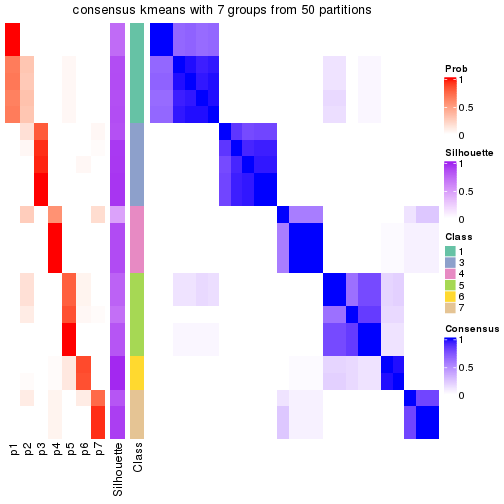 consensus kmeans with 7 groups from 50 partitions
Prob
1
0.5
0
Silhouette
1
0.5
0
Class
1
3
4
5
6
7
Consensus
1
0.5
0
p1
p2
p3
p4
p5
p6
p7
Silhouette
Class